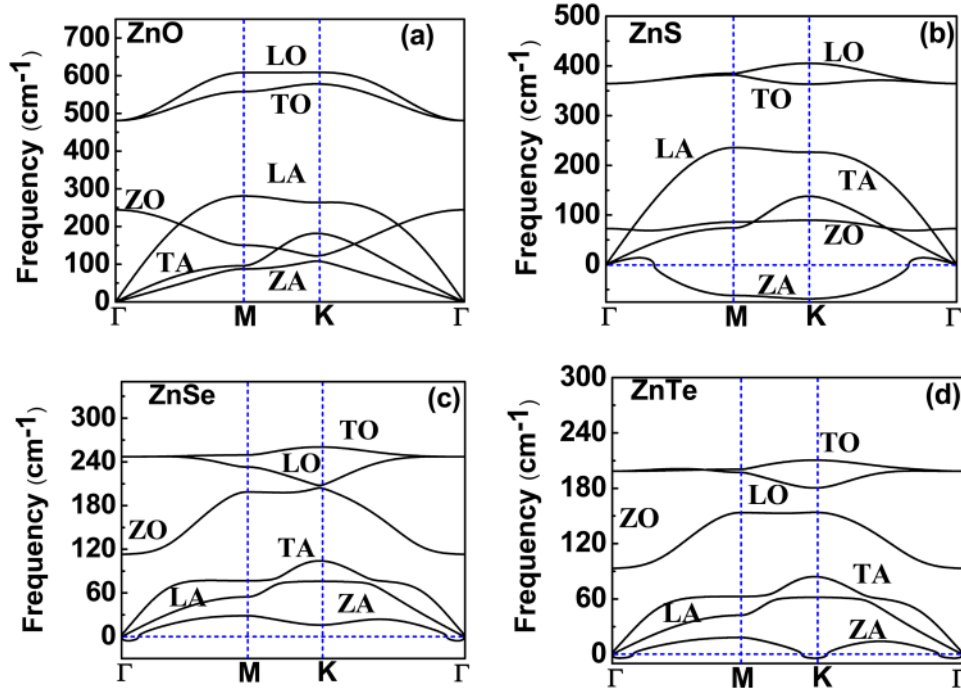 ZnO
(a)
700
600
500
400
300
200
100
0
Frequency (cm⁻¹)
LO
TO
LA
ZO
TA
ZA
Γ
M
K
Γ
ZnS
(b)
500
400
300
200
100
0
Frequency (cm⁻¹)
LO
TO
LA
TA
ZO
ZA
Γ
M
K
Γ
ZnSe
(c)
300
240
180
120
60
0
Frequency (cm⁻¹)
TO
LO
ZO
TA
LA
ZA
Γ
M
K
Γ
ZnTe
(d)
300
240
180
120
60
0
Frequency (cm⁻¹)
TO
LO
ZO
TA
LA
ZA
Γ
M
K
Γ